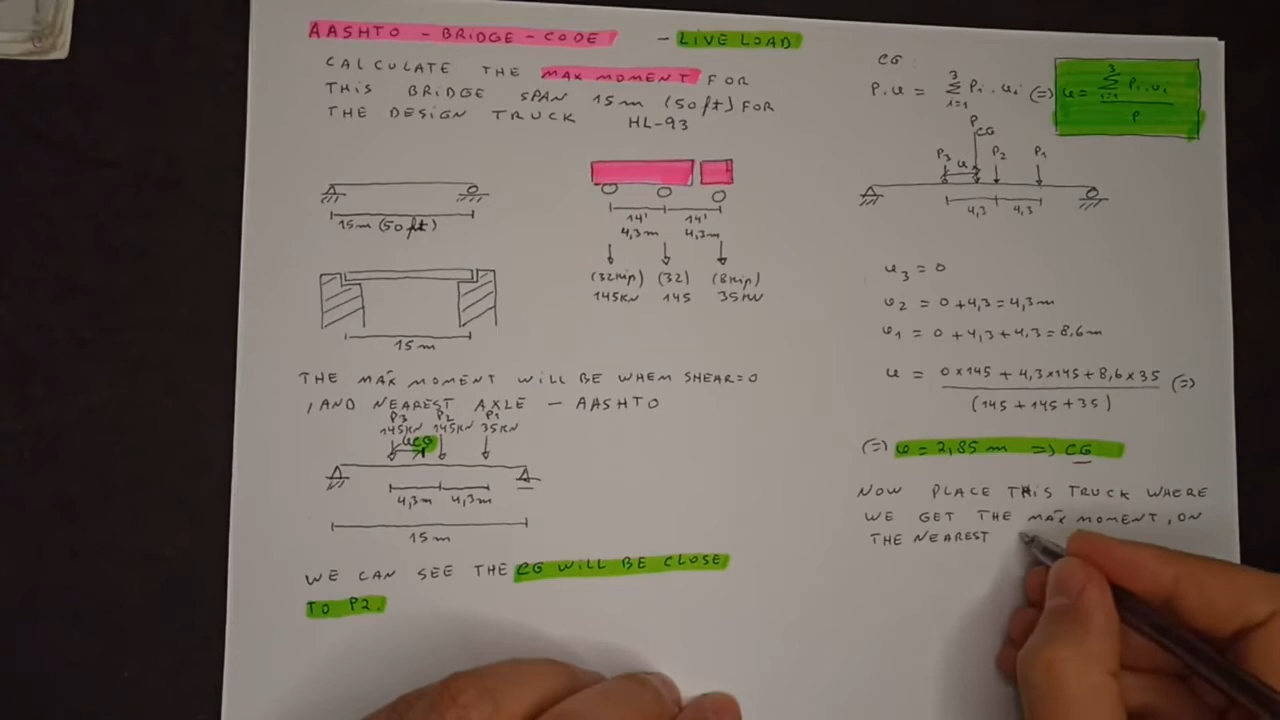 AASHTO - BRIDGE - CODE - LIVE LOAD
CALCULATE THE MAX MOMENT FOR
THIS BRIDGE SPAN 15m (50ft) FOR
THE DESIGN TRUCK HL-93
15m (50ft)
14' 14'
4,3m 4,3m
(32Kip) (32) (8Kip)
145KN 145 35KN
15m
THE MAX MOMENT WILL BE WHEM SHEAR=0
, AND NEAREST AXLE - AASHTO
P3 P2 P1
145KN 145KN 35KN
u CG
4,3m 4,3m
15m
WE CAN SEE THE CG WILL BE CLOSE
TO P2.
CG:
P.u = Σ Pi.ui (=) u = Σ Pi.ui / P
P
CG
P3 P2 P1
u
4,3 4,3
u3 = 0
u2 = 0+4,3 = 4,3m
u1 = 0+4,3+4,3 = 8,6m
u = 0x145 + 4,3x145 + 8,6x35 (=)
(145+145+35)
(=) u = 2,85 m => CG
NOW PLACE THIS TRUCK WHERE
WE GET THE MAX MOMENT, ON
THE NEAREST